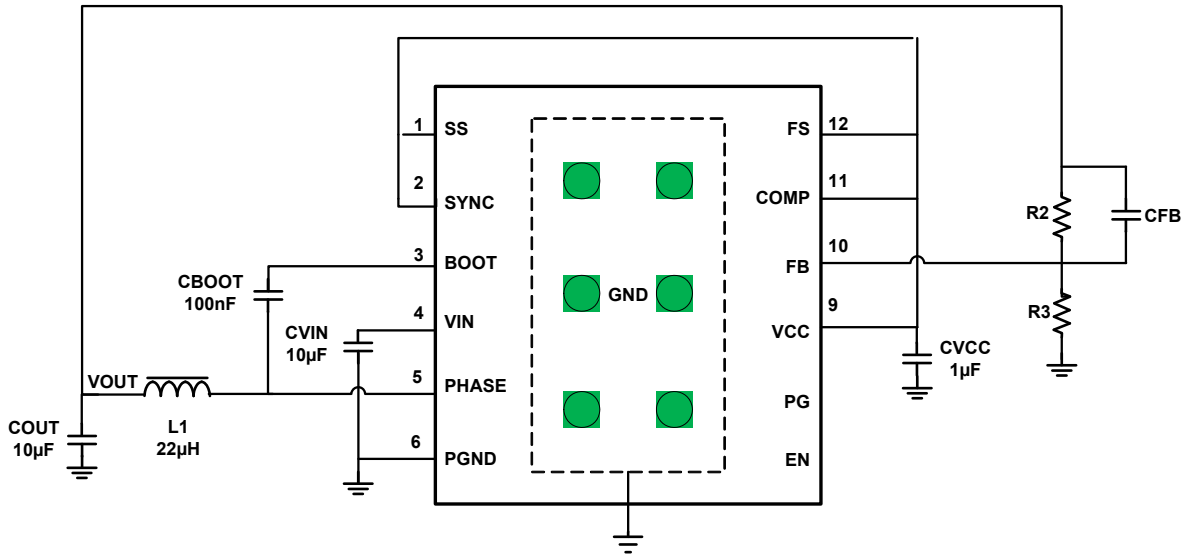 1
SS
FS
12
2
SYNC
COMP
11
R2
CFB
3
BOOT
FB
10
CBOOT
100nF
GND
4
VIN
VCC
9
R3
CVIN
10µF
CVCC
1µF
VOUT
5
PHASE
PG
L1
22µH
COUT
10µF
6
PGND
EN